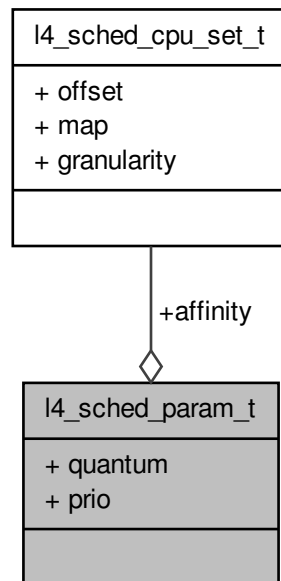 l4_sched_cpu_set_t
+ offset
+ map
+ granularity
+affinity
l4_sched_param_t
+ quantum
+ prio